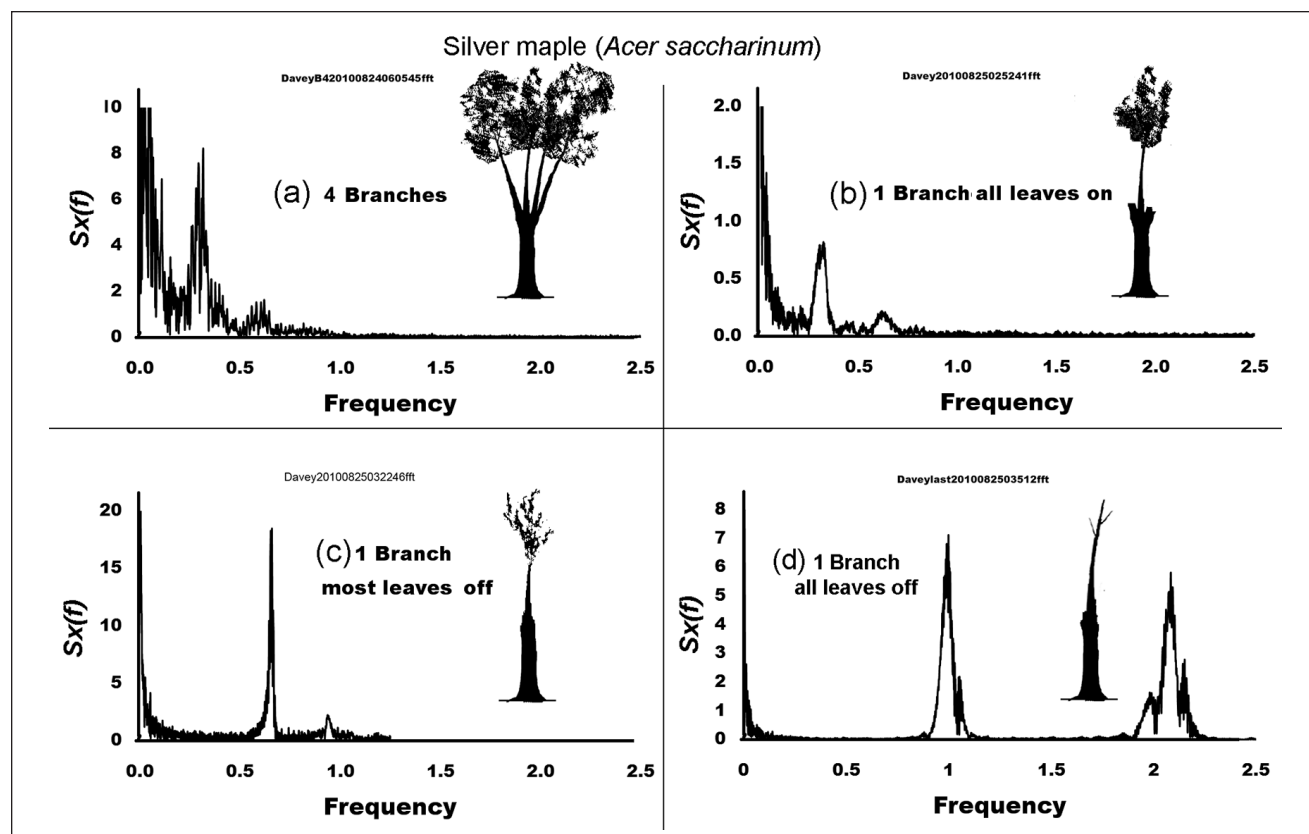 Silver maple (Acer saccharinum)
DaveyB420100824060545fft
10
8
6
4
2
0
Sx(f)
(a) 4 Branches
0.0 0.5 1.0 1.5 2.0 2.5
Frequency
Davey20100825025241fft
2.0
1.5
1.0
0.5
0.0
Sx(f)
(b) 1 Branch all leaves on
0.0 0.5 1.0 1.5 2.0 2.5
Frequency
Davey20100825032246fft
20
15
10
5
0
Sx(f)
(c) 1 Branch
most leaves off
0.0 0.5 1.0 1.5 2.0 2.5
Frequency
Daveylast2010082503512fft
8
7
6
5
4
3
2
1
0
Sx(f)
(d) 1 Branch
all leaves off
0 0.5 1 1.5 2 2.5
Frequency